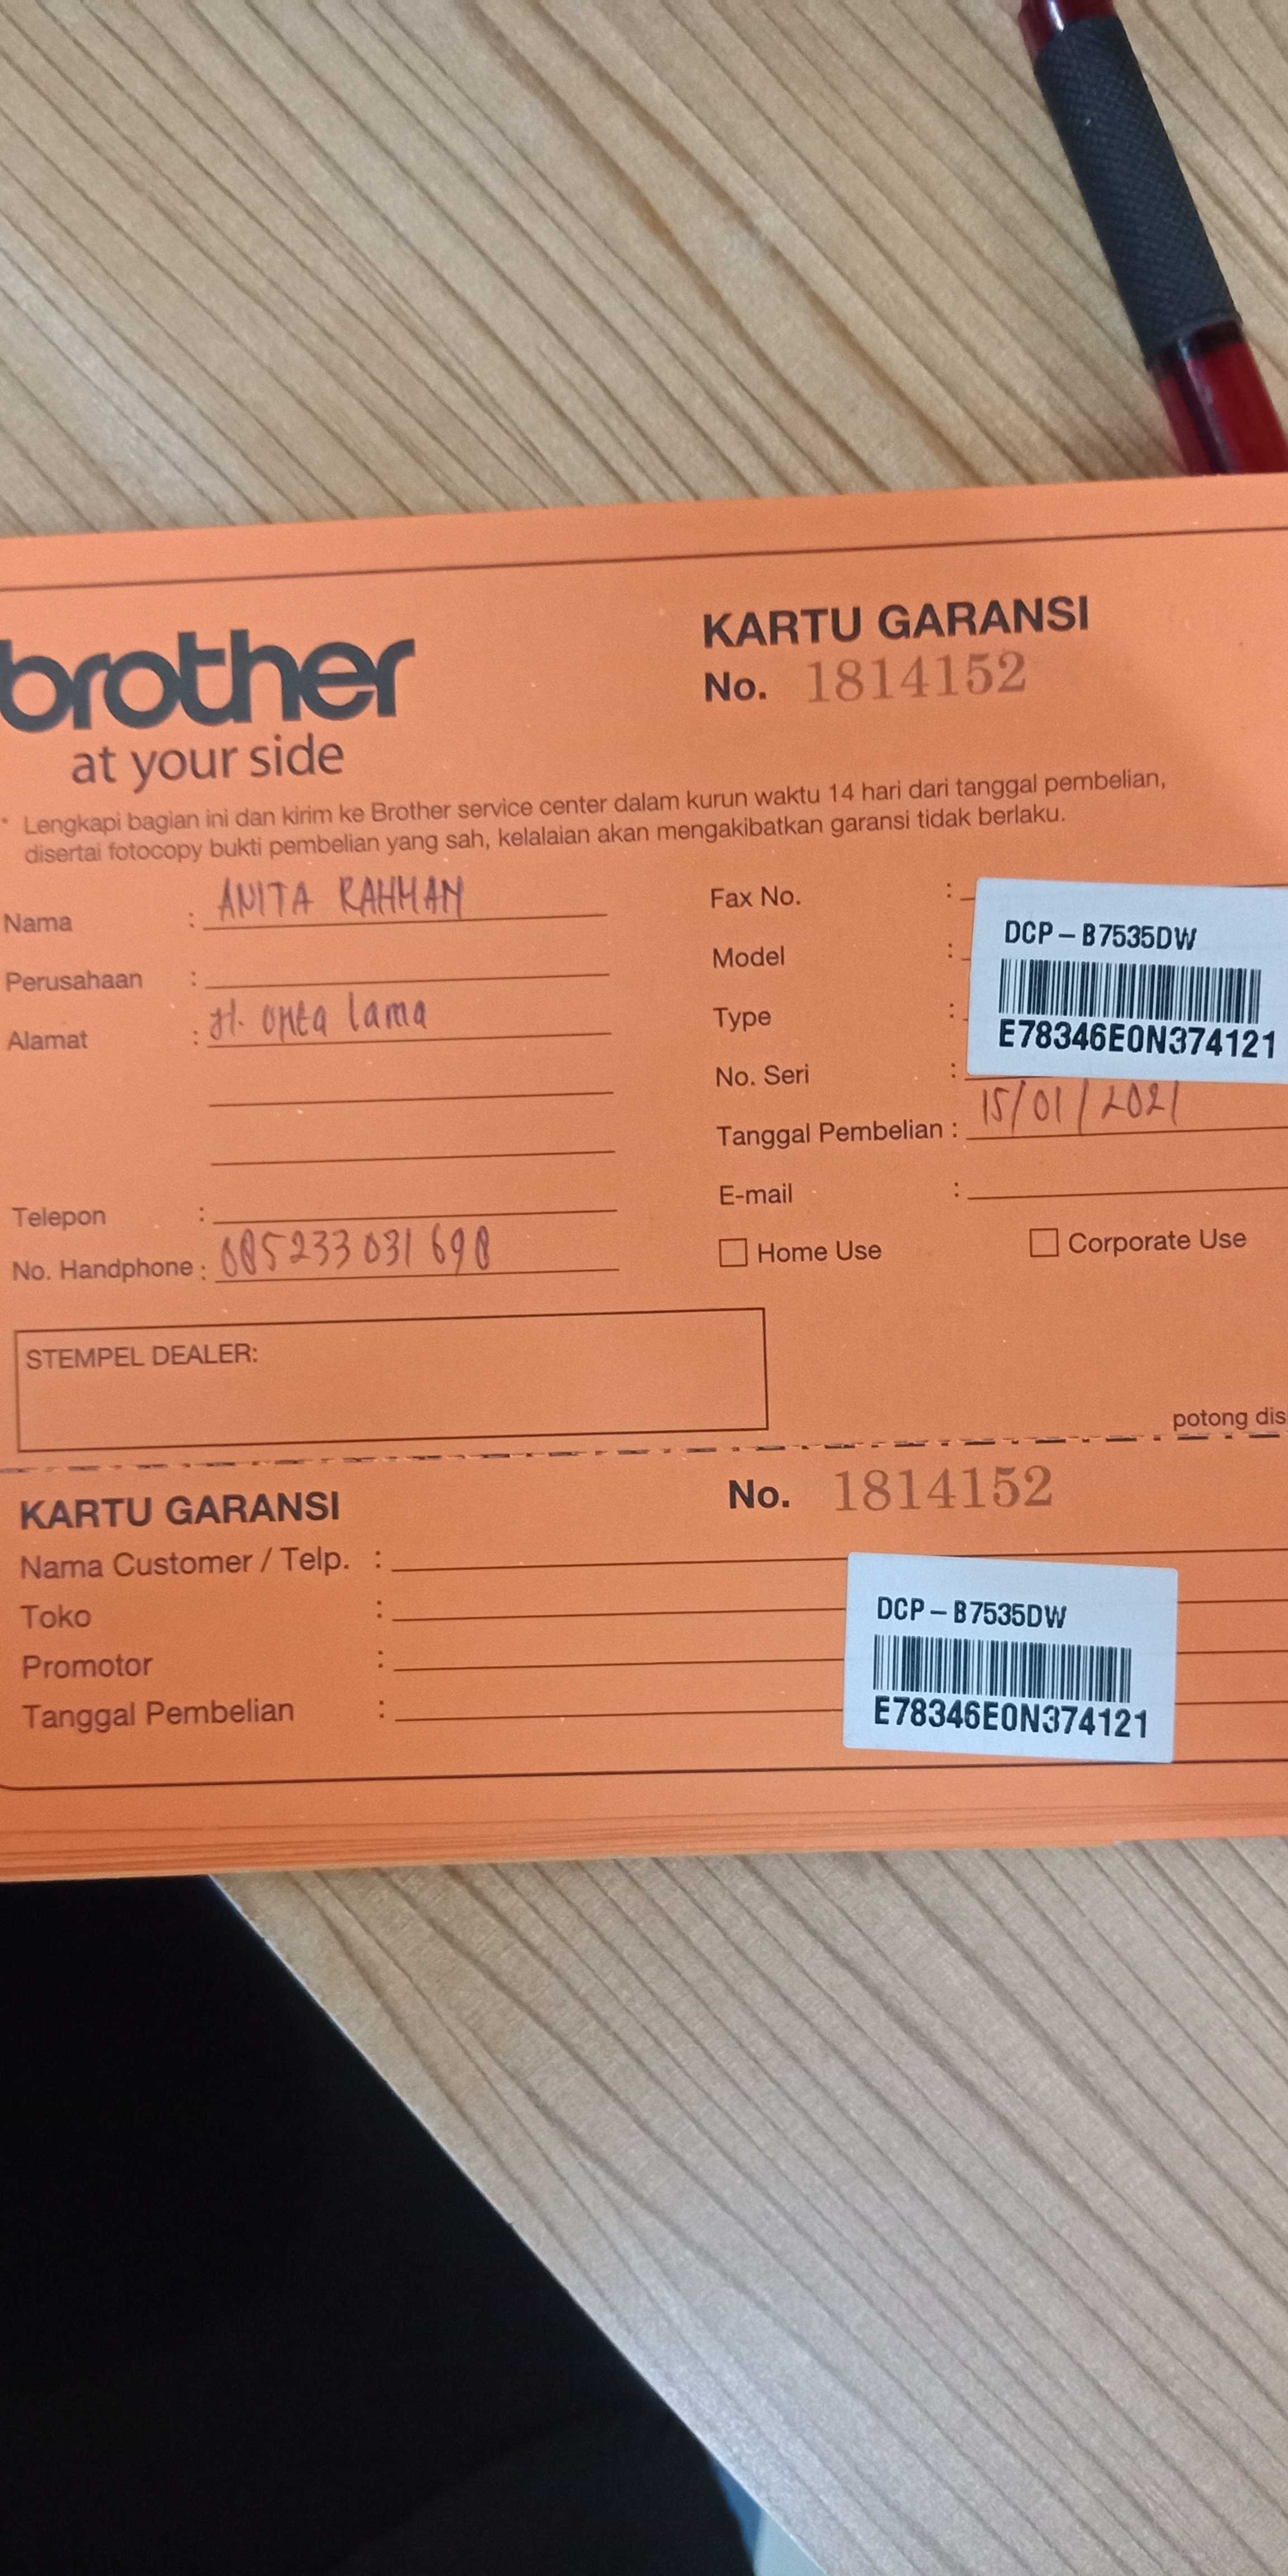 brother
at your side
KARTU GARANSI
No. 1814152
* Lengkapi bagian ini dan kirim ke Brother service center dalam kurun waktu 14 hari dari tanggal pembelian,
disertai fotocopy bukti pembelian yang sah, kelalaian akan mengakibatkan garansi tidak berlaku.
Nama : ANITA RAHMAN
Perusahaan :
Alamat : Jl. onta lama
Telepon :
No. Handphone : 085233031690
Fax No. :
Model :
Type :
No. Seri :
DCP-B7535DW
E78346E0N374121
Tanggal Pembelian : 15/01/2021
E-mail :
Home Use Corporate Use
STEMPEL DEALER:
potong dis
KARTU GARANSI No. 1814152
Nama Customer / Telp. :
Toko :
Promotor :
Tanggal Pembelian :
DCP-B7535DW
E78346E0N374121